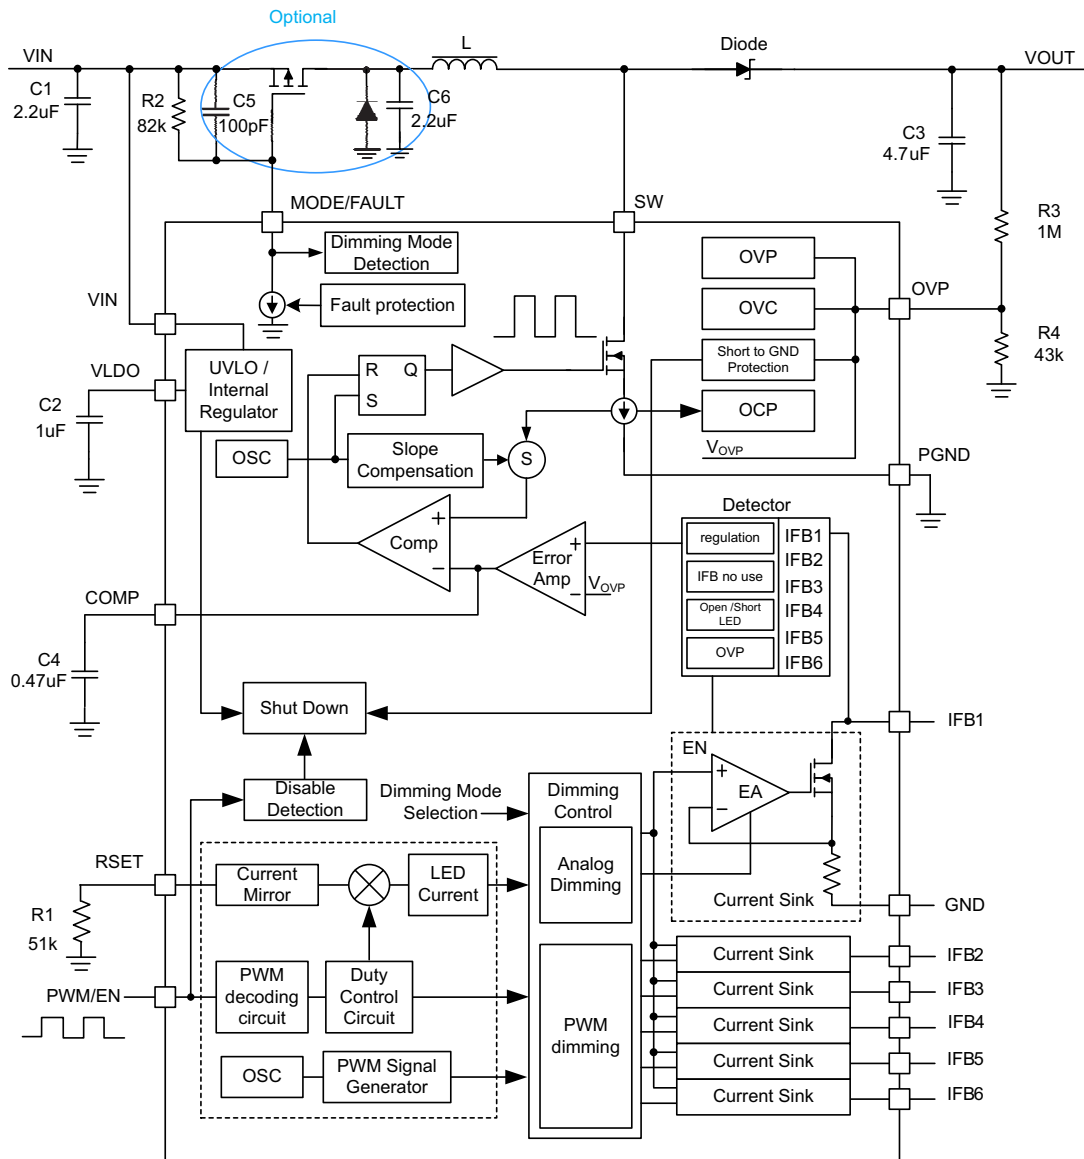 Optional
VIN
L
Diode
VOUT
C1
2.2uF
R2
82k
C5
100pF
C6
2.2uF
C3
4.7uF
MODE/FAULT
SW
R3
1M
Dimming Mode
Detection
OVP
VIN
Fault protection
OVC
OVP
R4
43k
UVLO /
Internal
Regulator
VLDO
C2
1uF
R
Q
S
Short to GND
Protection
OCP
OSC
Slope
Compensation
S
VOVP
PGND
Detector
+
Comp
−
+
Error
Amp
−
VOVP
regulation
IFB no use
Open /Short
LED
OVP
IFB1
IFB2
IFB3
IFB4
IFB5
IFB6
COMP
C4
0.47uF
Shut Down
IFB1
EN
+
EA
−
Disable
Detection
Dimming Mode
Selection
Dimming
Control
RSET
Current
Mirror
LED
Current
Analog
Dimming
Current Sink
GND
R1
51k
PWM/EN
PWM
decoding
circuit
Duty
Control
Circuit
PWM
dimming
Current Sink
IFB2
Current Sink
IFB3
Current Sink
IFB4
Current Sink
IFB5
Current Sink
IFB6
OSC
PWM Signal
Generator